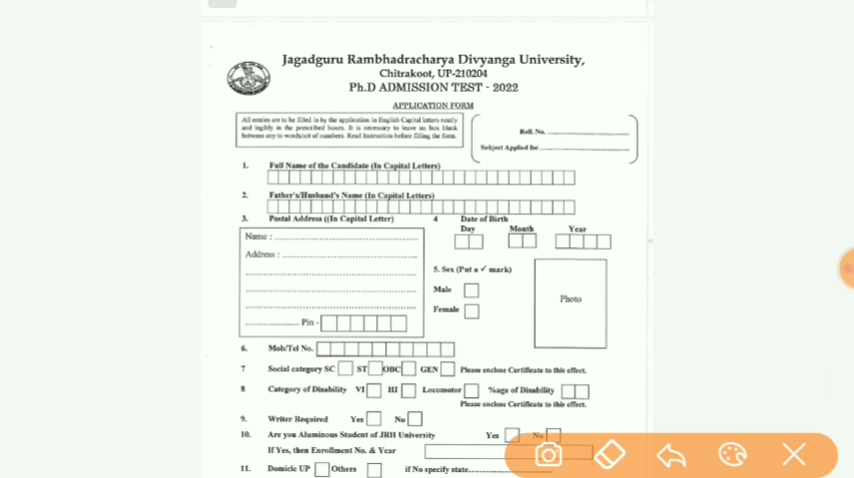 Jagadguru Rambhadracharya Divyanga University,
Chitrakoot, UP-210204
Ph.D ADMISSION TEST - 2022
APPLICATION FORM
All entries are to be filled in by the application in English Capital letters neatly
and legibly in the prescribed boxes. It is necessary to leave on box blank
between any to words/set of numbers. Read Instruction before filling the form.
Roll. No.
Subject Applied for
1. Full Name of the Candidate (In Capital Letters)
2. Father's/Husband's Name (In Capital Letters)
3. Postal Address ((In Capital Letter)
4 Date of Birth
Day Month Year
Name :
Address :
Pin -
5. Sex (Put a ✓ mark)
Male
Female
Photo
6. Mob/Tel No.
7 Social category SC ST OBC GEN Please enclose Certificate to this effect.
8 Category of Disability VI HI Locomotor %age of Disability
Please enclose Certificate to this effect.
9. Writer Required Yes No
10. Are you Aluminous Student of JRH University Yes No
If Yes, then Enrollment No. & Year
11. Domicle UP Others if No specify state